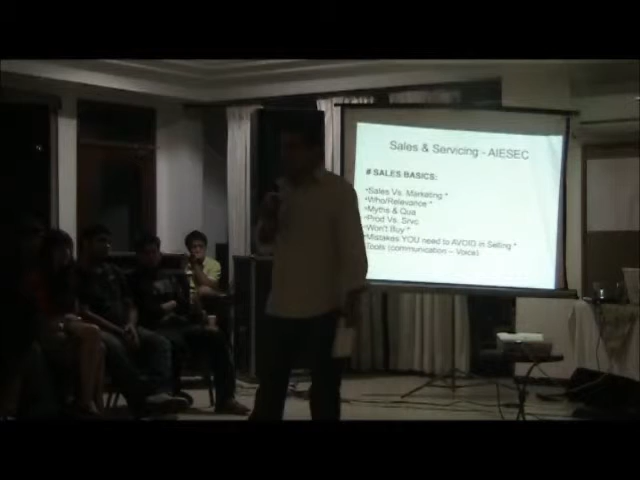 Sales & Servicing - AIESEC
# SALES BASICS:
*Sales Vs. Marketing *
*Who/Relevance *
*Myths & Qua
*Prod Vs. Srvc
*Won't Buy *
*Mistakes YOU need to AVOID in Selling *
Tools (communication – Voice)